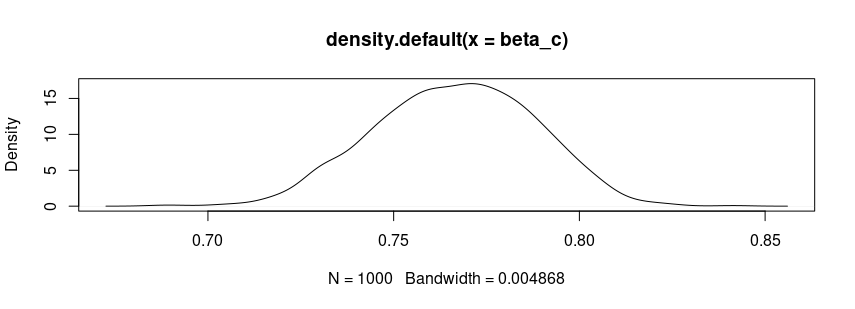 density.default(x = beta_c)
Density
15
10
5
0
0.70 0.75 0.80 0.85
N = 1000 Bandwidth = 0.004868